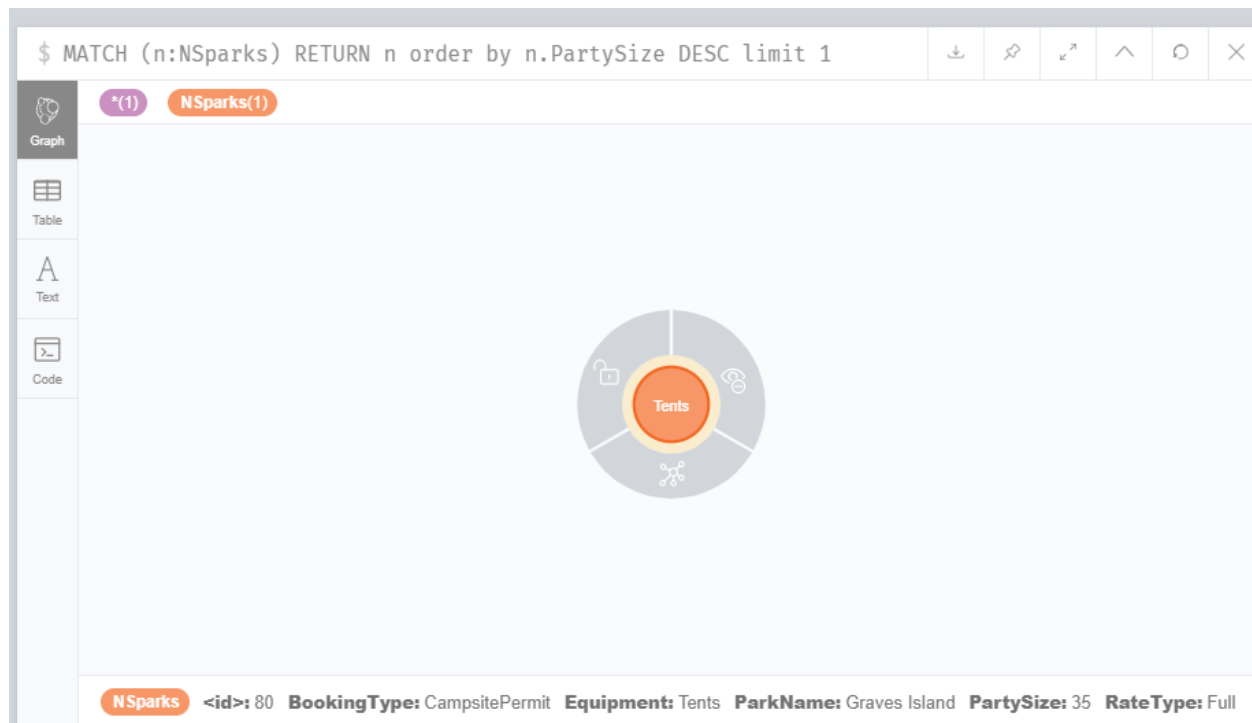 $ MATCH (n:NSparks) RETURN n order by n.PartySize DESC limit 1
*(1) NSparks(1)
Graph
Table
A
Text
Code
Tents
NSparks <id>: 80 BookingType: CampsitePermit Equipment: Tents ParkName: Graves Island PartySize: 35 RateType: Full